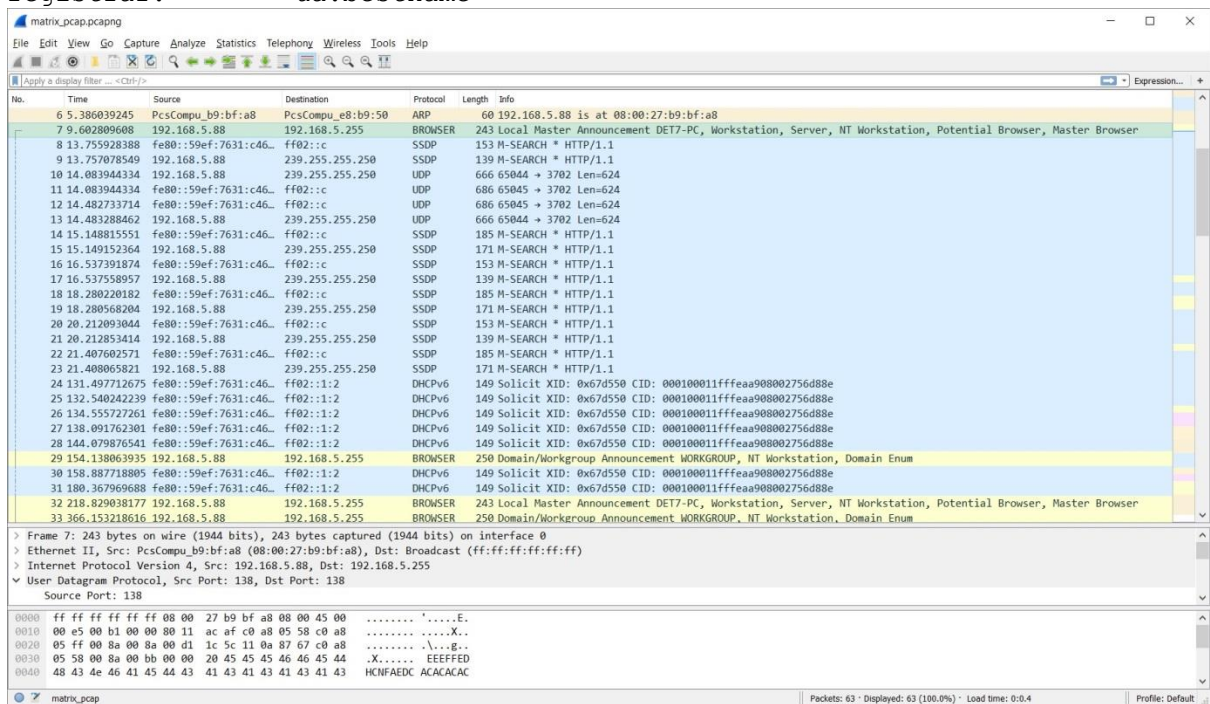 matrix_pcap.pcapng
File Edit View Go Capture Analyze Statistics Telephony Wireless Tools Help
Apply a display filter ... <Ctrl-/> Expression... +
No. Time Source Destination Protocol Length Info
6 5.386039245 PcsCompu_b9:bf:a8 PcsCompu_e8:b9:50 ARP 60 192.168.5.88 is at 08:00:27:b9:bf:a8
7 9.602809608 192.168.5.88 192.168.5.255 BROWSER 243 Local Master Announcement DET7-PC, Workstation, Server, NT Workstation, Potential Browser, Master Browser
8 13.755928388 fe80::59ef:7631:c46… ff02::c SSDP 153 M-SEARCH * HTTP/1.1
9 13.757078549 192.168.5.88 239.255.255.250 SSDP 139 M-SEARCH * HTTP/1.1
10 14.083944334 192.168.5.88 239.255.255.250 UDP 666 65044 → 3702 Len=624
11 14.083944334 fe80::59ef:7631:c46… ff02::c UDP 686 65045 → 3702 Len=624
12 14.482733714 fe80::59ef:7631:c46… ff02::c UDP 686 65045 → 3702 Len=624
13 14.483288462 192.168.5.88 239.255.255.250 UDP 666 65044 → 3702 Len=624
14 15.148815551 fe80::59ef:7631:c46… ff02::c SSDP 185 M-SEARCH * HTTP/1.1
15 15.149152364 192.168.5.88 239.255.255.250 SSDP 171 M-SEARCH * HTTP/1.1
16 16.537391874 fe80::59ef:7631:c46… ff02::c SSDP 153 M-SEARCH * HTTP/1.1
17 16.537558957 192.168.5.88 239.255.255.250 SSDP 139 M-SEARCH * HTTP/1.1
18 18.280220182 fe80::59ef:7631:c46… ff02::c SSDP 185 M-SEARCH * HTTP/1.1
19 18.280568204 192.168.5.88 239.255.255.250 SSDP 171 M-SEARCH * HTTP/1.1
20 20.212093044 fe80::59ef:7631:c46… ff02::c SSDP 153 M-SEARCH * HTTP/1.1
21 20.212853414 192.168.5.88 239.255.255.250 SSDP 139 M-SEARCH * HTTP/1.1
22 21.407602571 fe80::59ef:7631:c46… ff02::c SSDP 185 M-SEARCH * HTTP/1.1
23 21.408065821 192.168.5.88 239.255.255.250 SSDP 171 M-SEARCH * HTTP/1.1
24 131.497712675 fe80::59ef:7631:c46… ff02::1:2 DHCPv6 149 Solicit XID: 0x67d550 CID: 000100011fffeaa908002756d88e
25 132.540242239 fe80::59ef:7631:c46… ff02::1:2 DHCPv6 149 Solicit XID: 0x67d550 CID: 000100011fffeaa908002756d88e
26 134.555727261 fe80::59ef:7631:c46… ff02::1:2 DHCPv6 149 Solicit XID: 0x67d550 CID: 000100011fffeaa908002756d88e
27 138.091762301 fe80::59ef:7631:c46… ff02::1:2 DHCPv6 149 Solicit XID: 0x67d550 CID: 000100011fffeaa908002756d88e
28 144.079876541 fe80::59ef:7631:c46… ff02::1:2 DHCPv6 149 Solicit XID: 0x67d550 CID: 000100011fffeaa908002756d88e
29 154.138063935 192.168.5.88 192.168.5.255 BROWSER 250 Domain/Workgroup Announcement WORKGROUP, NT Workstation, Domain Enum
30 158.887718805 fe80::59ef:7631:c46… ff02::1:2 DHCPv6 149 Solicit XID: 0x67d550 CID: 000100011fffeaa908002756d88e
31 180.367969688 fe80::59ef:7631:c46… ff02::1:2 DHCPv6 149 Solicit XID: 0x67d550 CID: 000100011fffeaa908002756d88e
32 218.829038177 192.168.5.88 192.168.5.255 BROWSER 243 Local Master Announcement DET7-PC, Workstation, Server, NT Workstation, Potential Browser, Master Browser
33 366.153218616 192.168.5.88 192.168.5.255 BROWSER 250 Domain/Workgroup Announcement WORKGROUP, NT Workstation, Domain Enum
> Frame 7: 243 bytes on wire (1944 bits), 243 bytes captured (1944 bits) on interface 0
> Ethernet II, Src: PcsCompu_b9:bf:a8 (08:00:27:b9:bf:a8), Dst: Broadcast (ff:ff:ff:ff:ff:ff)
> Internet Protocol Version 4, Src: 192.168.5.88, Dst: 192.168.5.255
User Datagram Protocol, Src Port: 138, Dst Port: 138
Source Port: 138
0000 ff ff ff ff ff ff 08 00 27 b9 bf a8 08 00 45 00 ........ '.....E.
0010 00 e5 00 b1 00 00 80 11 ac af c0 a8 05 58 c0 a8 ........ .....X..
0020 05 ff 00 8a 00 8a 00 d1 1c 5c 11 0a 87 67 c0 a8 ........ .\...g..
0030 05 58 00 8a 00 bb 00 00 20 45 45 45 46 46 45 44 .X...... EEEFFED
0040 48 43 4e 46 41 45 44 43 41 43 41 43 41 43 41 43 HCNFAEDC ACACACAC
matrix_pcap Packets: 63 · Displayed: 63 (100.0%) · Load time: 0:0.4 Profile: Default